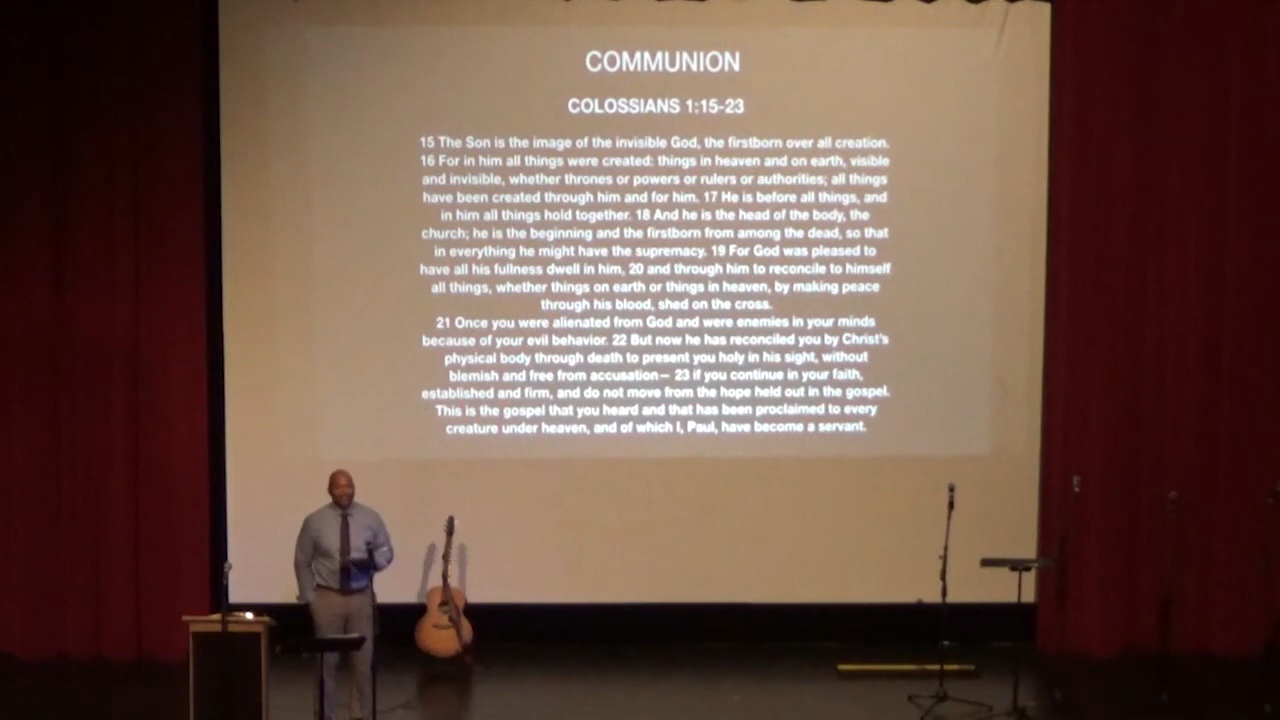 COMMUNION
COLOSSIANS 1:15-23
15 The Son is the image of the invisible God, the firstborn over all creation.
16 For in him all things were created: things in heaven and on earth, visible
and invisible, whether thrones or powers or rulers or authorities; all things
have been created through him and for him. 17 He is before all things, and
in him all things hold together. 18 And he is the head of the body, the
church; he is the beginning and the firstborn from among the dead, so that
in everything he might have the supremacy. 19 For God was pleased to
have all his fullness dwell in him, 20 and through him to reconcile to himself
all things, whether things on earth or things in heaven, by making peace
through his blood, shed on the cross.
21 Once you were alienated from God and were enemies in your minds
because of your evil behavior. 22 But now he has reconciled you by Christ's
physical body through death to present you holy in his sight, without
blemish and free from accusation— 23 if you continue in your faith,
established and firm, and do not move from the hope held out in the gospel.
This is the gospel that you heard and that has been proclaimed to every
creature under heaven, and of which I, Paul, have become a servant.